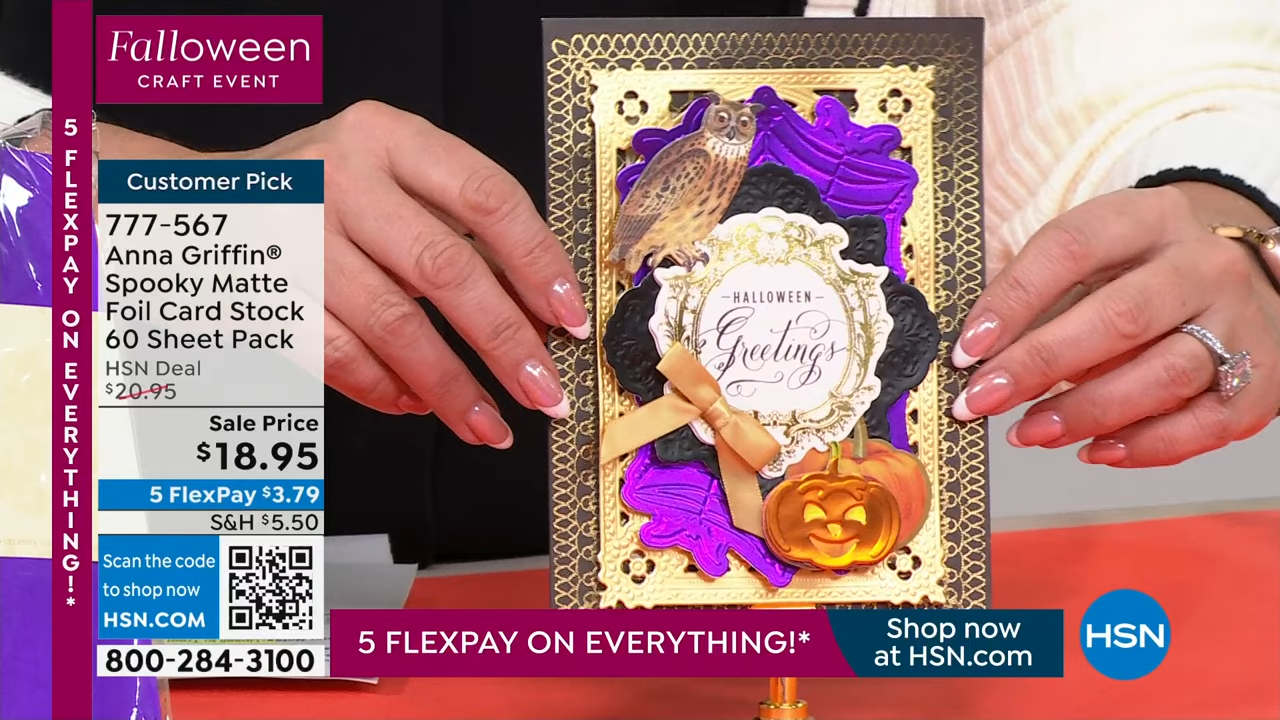 Falloween
CRAFT EVENT
5 FLEXPAY ON EVERYTHING!*
Customer Pick
777-567
Anna Griffin®
Spooky Matte
Foil Card Stock
60 Sheet Pack
HSN Deal
$20.95
Sale Price
$18.95
5 FlexPay $3.79
S&H $5.50
Scan the code
to shop now
HSN.COM
800-284-3100
-HALLOWEEN-
Greetings
5 FLEXPAY ON EVERYTHING!*
Shop now
at HSN.com
HSN